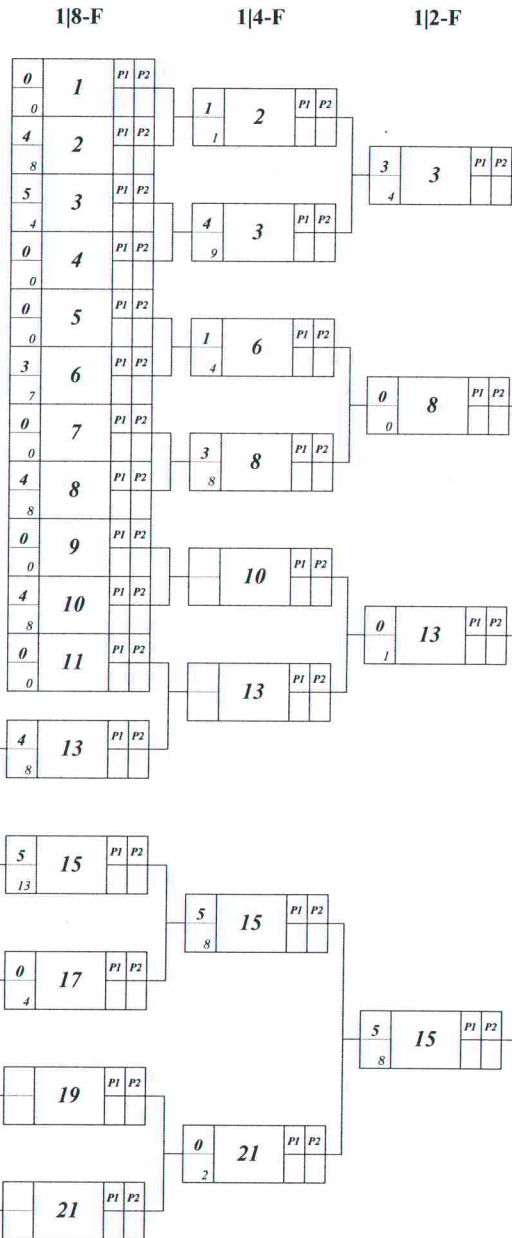 1|8-F 1|4-F 1|2-F
0 1 P1 P2
0
1 2 P1 P2
1
4 2 P1 P2
8
3 3 P1 P2
4
5 3 P1 P2
4
4 3 P1 P2
9
0 4 P1 P2
0
0 5 P1 P2
0
1 6 P1 P2
4
3 6 P1 P2
7
0 8 P1 P2
0
0 7 P1 P2
0
3 8 P1 P2
8
4 8 P1 P2
8
0 9 P1 P2
0
10 P1 P2
4 10 P1 P2
8
0 13 P1 P2
1
0 11 P1 P2
0
13 P1 P2
4 13 P1 P2
8
5 15 P1 P2
13
5 15 P1 P2
8
0 17 P1 P2
4
5 15 P1 P2
8
19 P1 P2
0 21 P1 P2
2
21 P1 P2